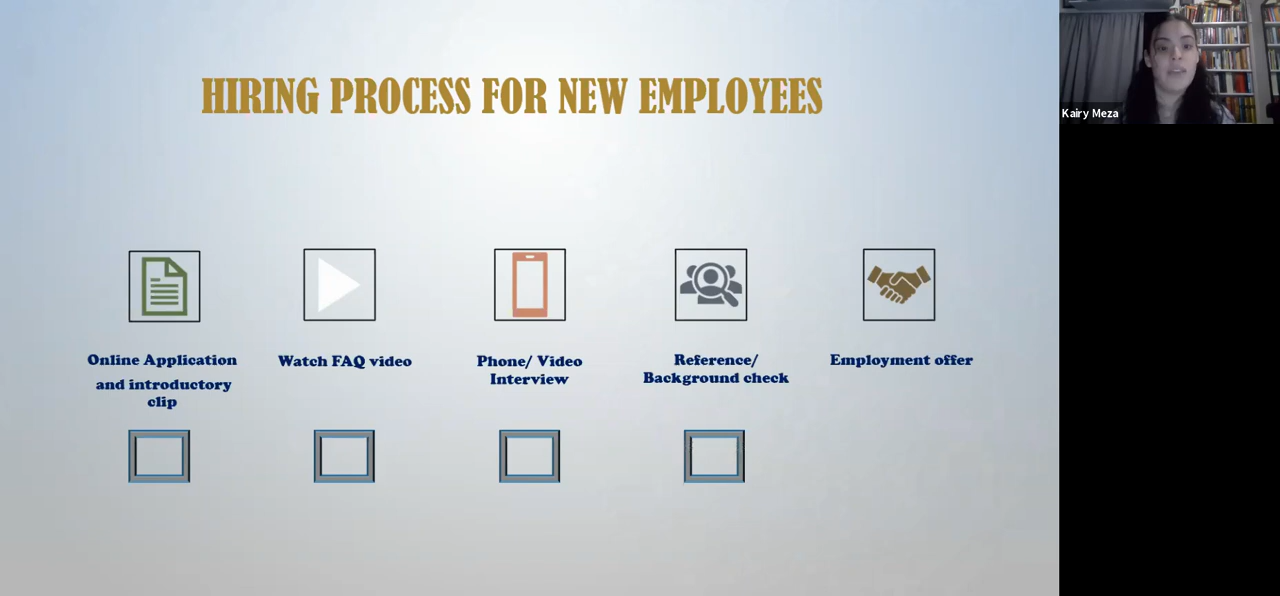 HIRING PROCESS FOR NEW EMPLOYEES
Kairy Meza
Online Application
and introductory
clip
Watch FAQ video
Phone/ Video
Interview
Reference/
Background check
Employment offer